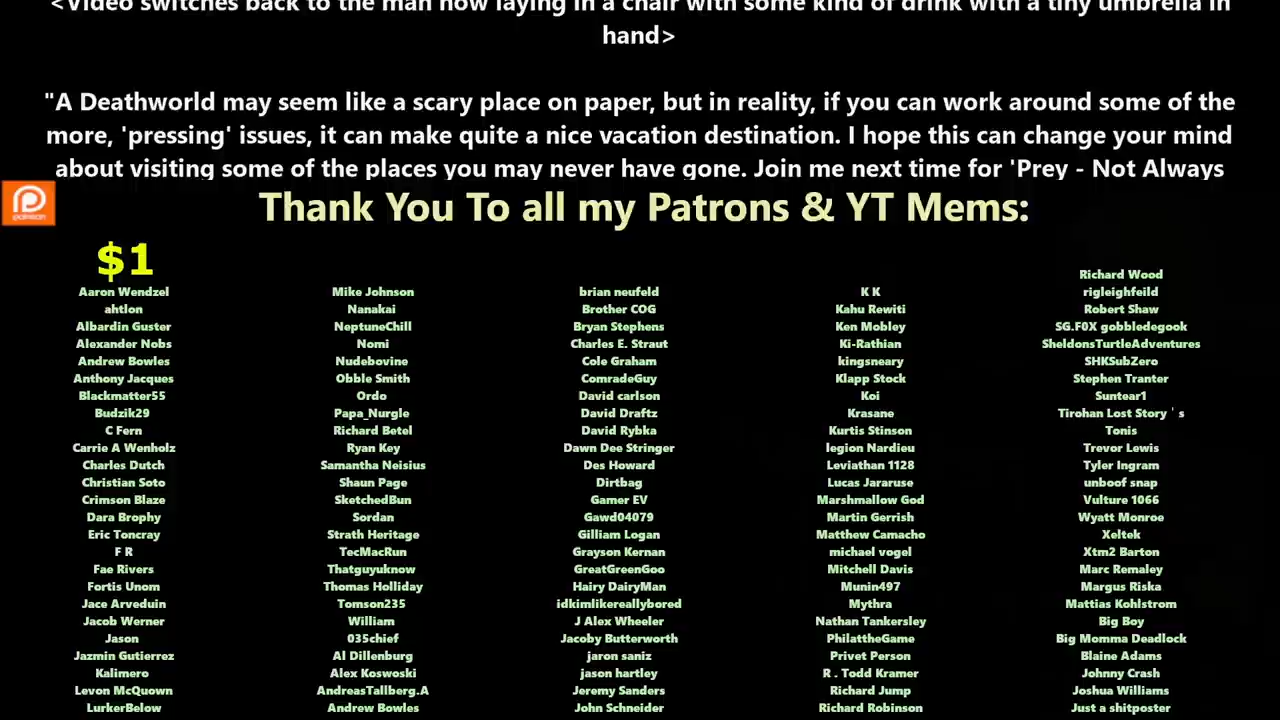 <Video switches back to the man now laying in a chair with some kind of drink with a tiny umbrella in
hand>
"A Deathworld may seem like a scary place on paper, but in reality, if you can work around some of the
more, 'pressing' issues, it can make quite a nice vacation destination. I hope this can change your mind
about visiting some of the places you may never have gone. Join me next time for 'Prey - Not Always
patreon
Thank You To all my Patrons & YT Mems:
$1
Aaron Wendzel
ahtlon
Albardin Guster
Alexander Nobs
Andrew Bowles
Anthony Jacques
Blackmatter55
Budzik29
C Fern
Carrie A Wenholz
Charles Dutch
Christian Soto
Crimson Blaze
Dara Brophy
Eric Toncray
F R
Fae Rivers
Fortis Unom
Jace Arveduin
Jacob Werner
Jason
Jazmin Gutierrez
Kalimero
Levon McQuown
LurkerBelow
Mike Johnson
Nanakai
NeptuneChill
Nomi
Nudebovine
Obble Smith
Ordo
Papa_Nurgle
Richard Betel
Ryan Key
Samantha Neisius
Shaun Page
SketchedBun
Sordan
Strath Heritage
TecMacRun
Thatguyuknow
Thomas Holliday
Tomson235
William
035chief
Al Dillenburg
Alex Koswoski
AndreasTallberg.A
Andrew Bowles
brian neufeld
Brother COG
Bryan Stephens
Charles E. Straut
Cole Graham
ComradeGuy
David carlson
David Draftz
David Rybka
Dawn Dee Stringer
Des Howard
Dirtbag
Gamer EV
Gawd04079
Gilliam Logan
Grayson Kernan
GreatGreenGoo
Hairy DairyMan
idkimlikereallybored
J Alex Wheeler
Jacoby Butterworth
jaron saniz
jason hartley
Jeremy Sanders
John Schneider
K K
Kahu Rewiti
Ken Mobley
Ki-Rathian
kingsneary
Klapp Stock
Koi
Krasane
Kurtis Stinson
legion Nardieu
Leviathan 1128
Lucas Jararuse
Marshmallow God
Martin Gerrish
Matthew Camacho
michael vogel
Mitchell Davis
Munin497
Mythra
Nathan Tankersley
PhilattheGame
Privet Person
R . Todd Kramer
Richard Jump
Richard Robinson
Richard Wood
rigleighfeild
Robert Shaw
SG.F0X gobbledegook
SheldonsTurtleAdventures
SHKSubZero
Stephen Tranter
Suntear1
Tirohan Lost Story ' s
Tonis
Trevor Lewis
Tyler Ingram
unboof snap
Vulture 1066
Wyatt Monroe
Xeltek
Xtm2 Barton
Marc Remaley
Margus Riska
Mattias Kohlstrom
Big Boy
Big Momma Deadlock
Blaine Adams
Johnny Crash
Joshua Williams
Just a shitposter